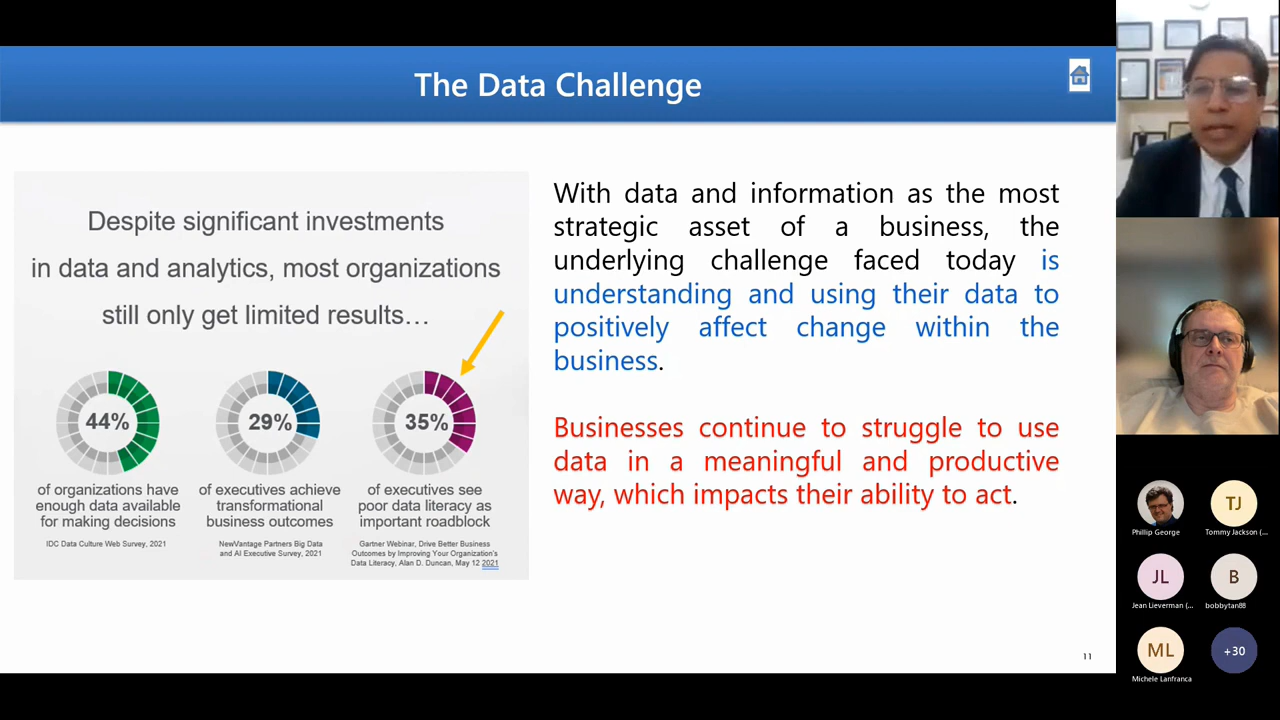 The Data Challenge
Despite significant investments
in data and analytics, most organizations
still only get limited results…
44%
of organizations have
enough data available
for making decisions
IDC Data Culture Web Survey, 2021
29%
of executives achieve
transformational
business outcomes
NewVantage Partners Big Data
and AI Executive Survey, 2021
35%
of executives see
poor data literacy as
important roadblock
Gartner Webinar, Drive Better Business
Outcomes by Improving Your Organization's
Data Literacy, Alan D. Duncan, May 12 2021
With data and information as the most
strategic asset of a business, the
underlying challenge faced today is
understanding and using their data to
positively affect change within the
business.
Businesses continue to struggle to use
data in a meaningful and productive
way, which impacts their ability to act.
11
Phillip George
TJ
Tommy Jackson (...
JL
Jean Lieverman (...
B
bobbytan88
ML
Michele Lanfranca
+30